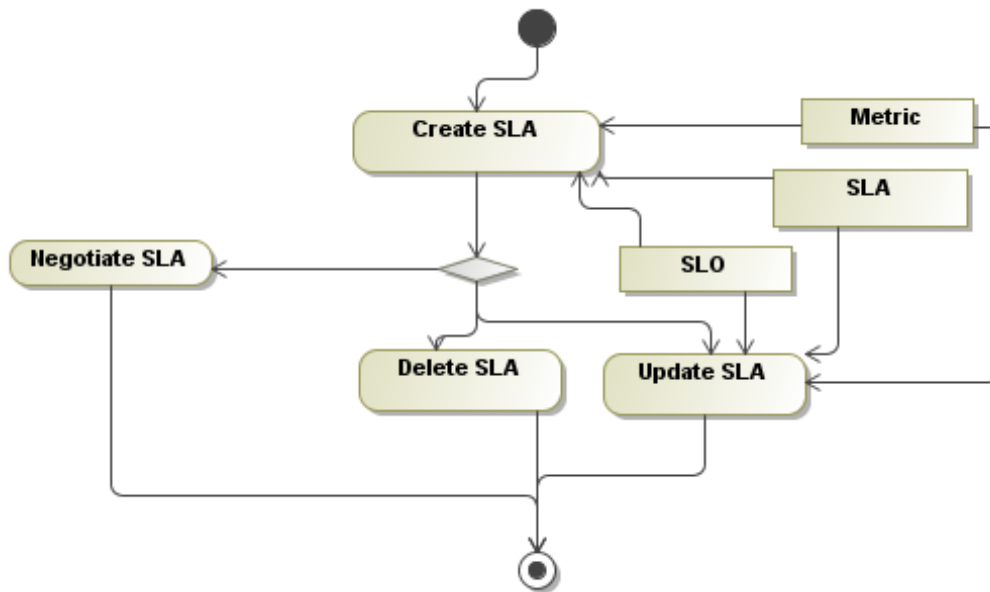 Create SLA
Metric
SLA
Negotiate SLA
SLO
Delete SLA
Update SLA